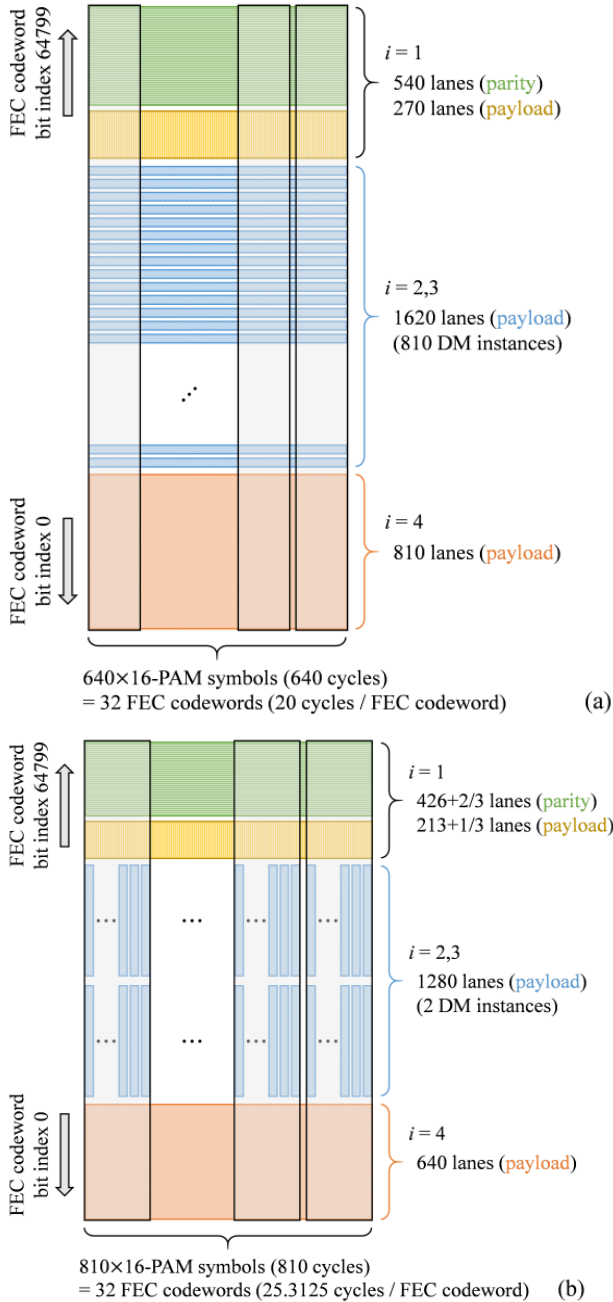 FEC codeword
bit index 64799
i = 1
540 lanes (parity)
270 lanes (payload)
i = 2,3
1620 lanes (payload)
(810 DM instances)
FEC codeword
bit index 0
i = 4
810 lanes (payload)
640×16-PAM symbols (640 cycles)
= 32 FEC codewords (20 cycles / FEC codeword)
(a)
FEC codeword
bit index 64799
i = 1
426+2/3 lanes (parity)
213+1/3 lanes (payload)
i = 2,3
1280 lanes (payload)
(2 DM instances)
FEC codeword
bit index 0
i = 4
640 lanes (payload)
810×16-PAM symbols (810 cycles)
= 32 FEC codewords (25.3125 cycles / FEC codeword)
(b)